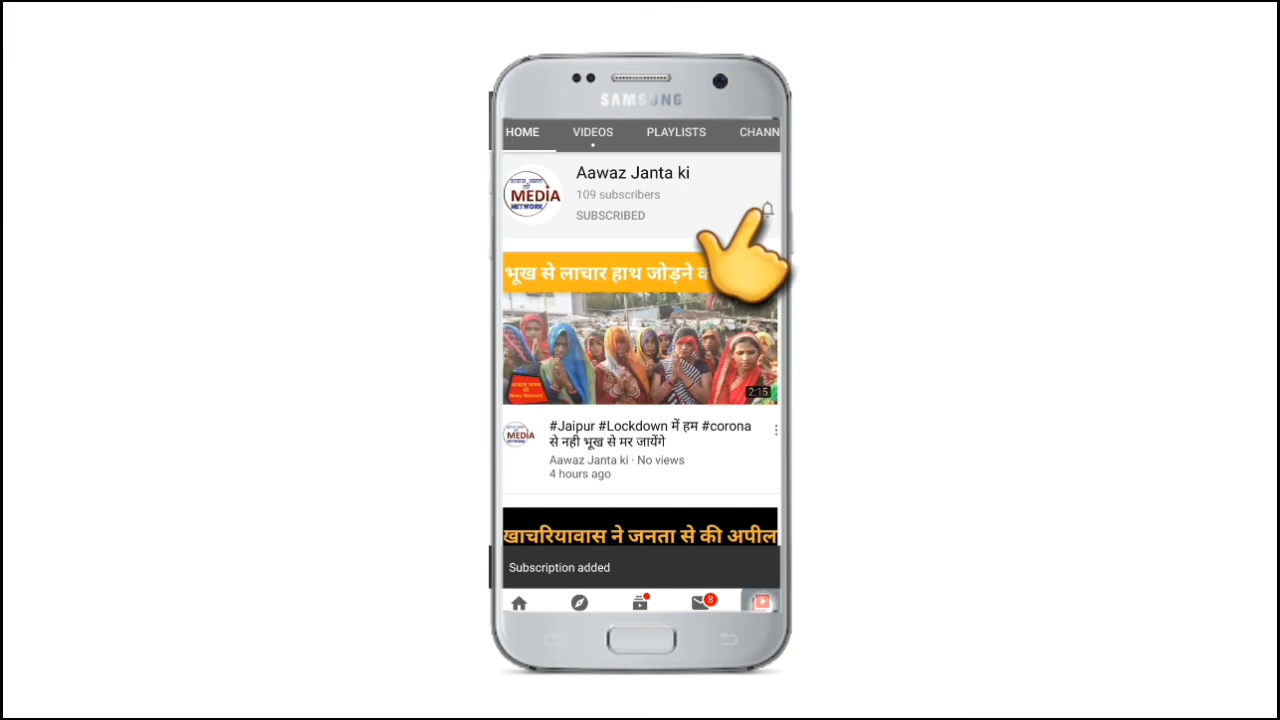 SAMSUNG
HOME VIDEOS PLAYLISTS CHANN
Aawaz Janta ki
109 subscribers
SUBSCRIBED
MEDIA
NETWORK
भूख से लाचार हाथ जोड़ने
2:15
#Jaipur #Lockdown में हम #corona
से नही भूख से मर जायेंगे
Aawaz Janta ki · No views
4 hours ago
MEDIA
खाचरियावास ने जनता से की अपील
Subscription added
8